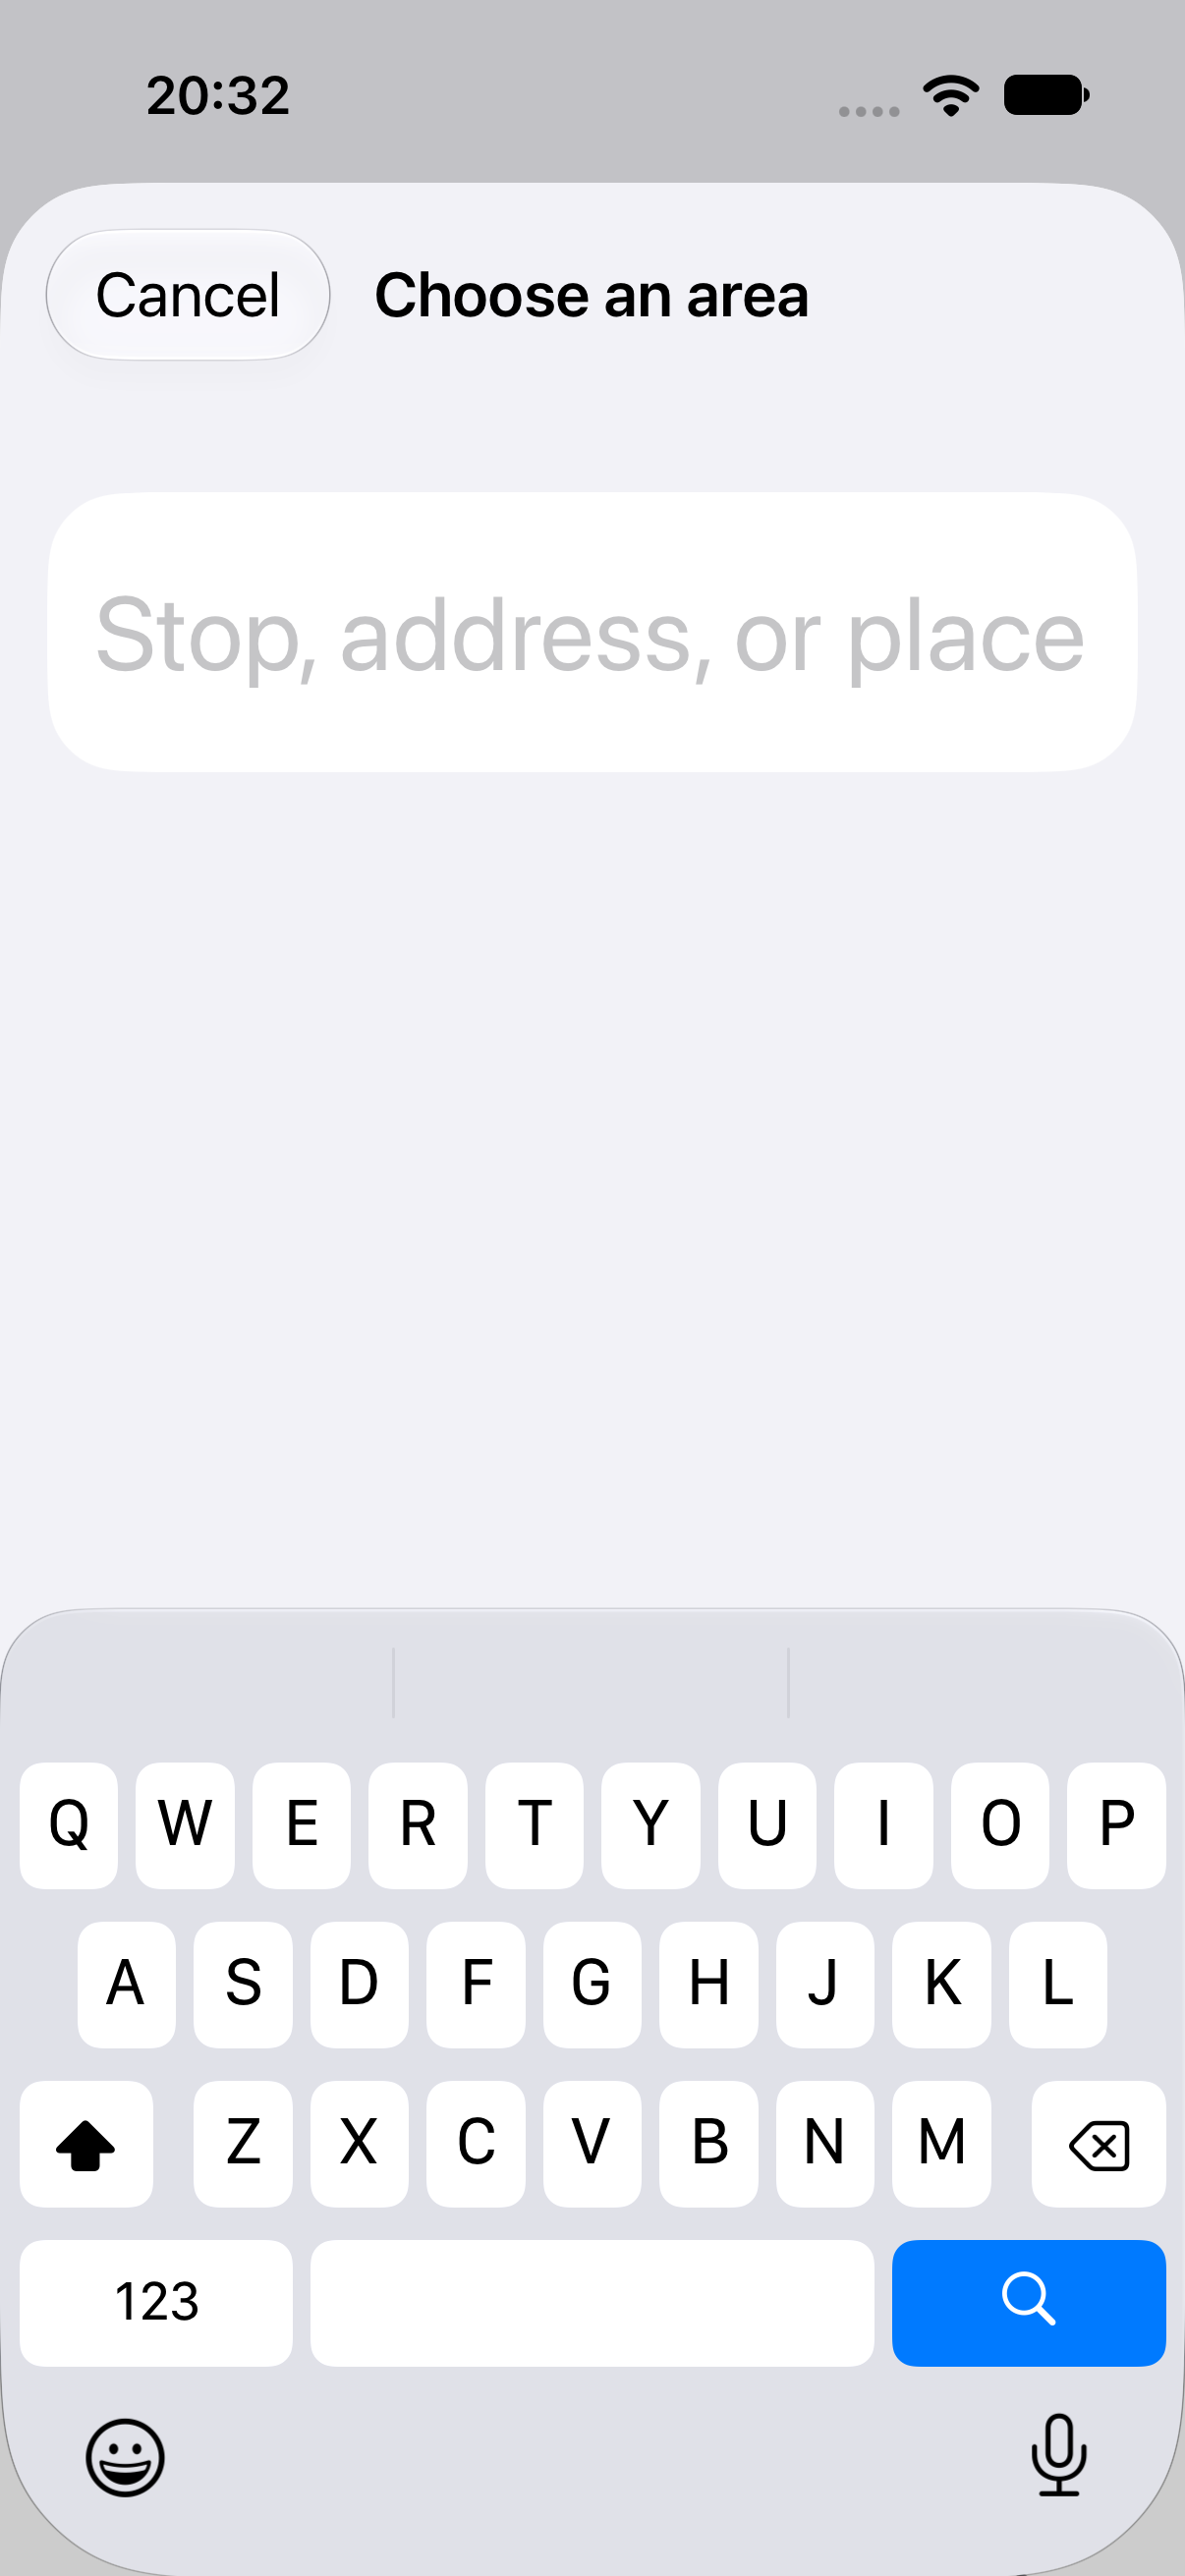 20:32
Cancel
Choose an area
Stop, address, or place
Q W E R T Y U I O P
A S D F G H J K L
Z X C V B N M
123